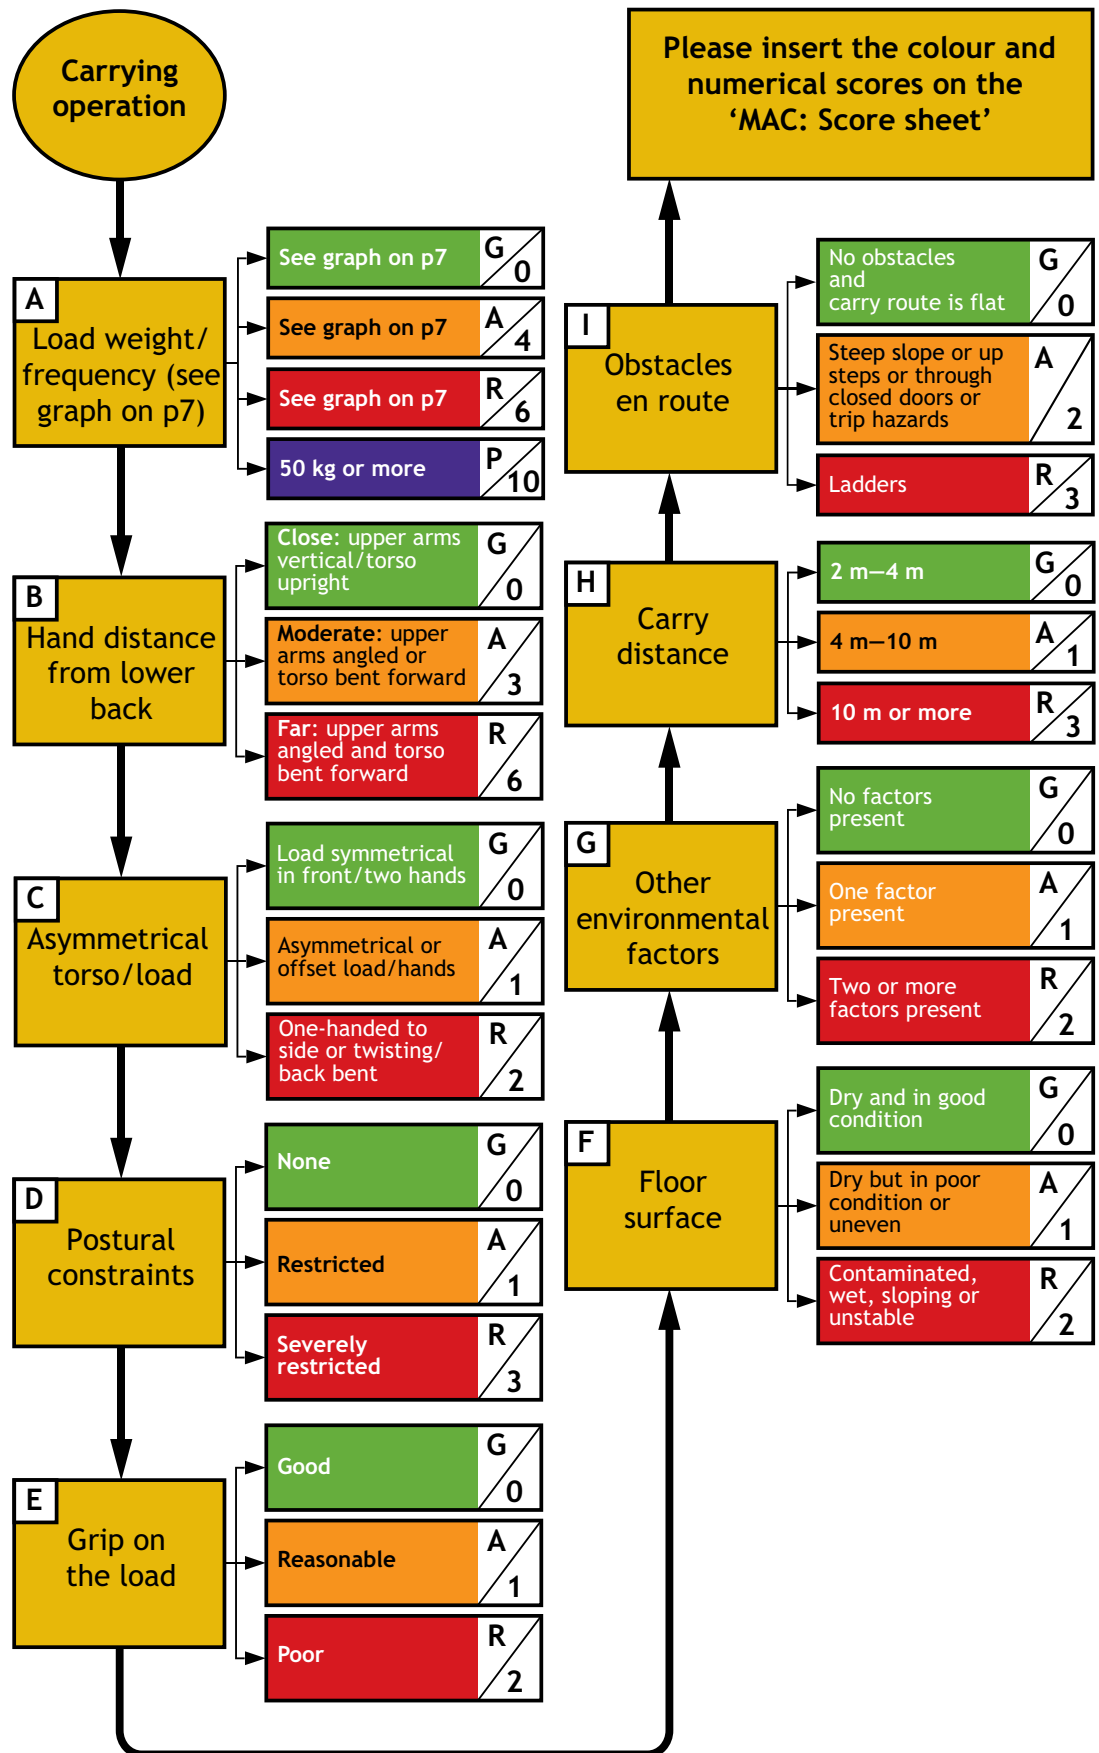 Carrying
operation
A
Load weight/
frequency (see
graph on p7)
See graph on p7
G
0
See graph on p7
A
4
See graph on p7
R
6
50 kg or more
P
10
B
Hand distance
from lower
back
Close: upper arms
vertical/torso
upright
G
0
Moderate: upper
arms angled or
torso bent forward
A
3
Far: upper arms
angled and torso
bent forward
R
6
C
Asymmetrical
torso/load
Load symmetrical
in front/two hands
G
0
Asymmetrical or
offset load/hands
A
1
One-handed to
side or twisting/
back bent
R
2
D
Postural
constraints
None
G
0
Restricted
A
1
Severely
restricted
R
3
E
Grip on
the load
Good
G
0
Reasonable
A
1
Poor
R
2
F
Floor
surface
Dry and in good
condition
G
0
Dry but in poor
condition or
uneven
A
1
Contaminated,
wet, sloping or
unstable
R
2
G
Other
environmental
factors
No factors
present
G
0
One factor
present
A
1
Two or more
factors present
R
2
H
Carry
distance
2 m–4 m
G
0
4 m–10 m
A
1
10 m or more
R
3
I
Obstacles
en route
No obstacles
and
carry route is flat
G
0
Steep slope or up
steps or through
closed doors or
trip hazards
A
2
Ladders
R
3
Please insert the colour and
numerical scores on the
‘MAC: Score sheet’